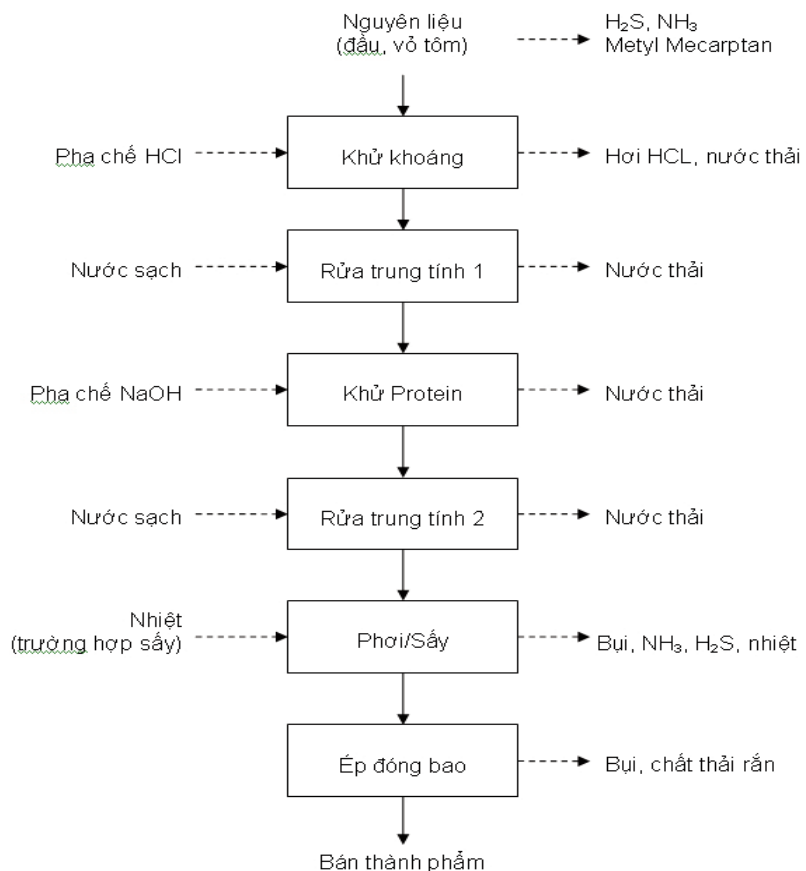 Nguyên liệu
(đầu, vỏ tôm)
H₂S, NH₃
Metyl Mecarptan
Pha chế HCl
Khử khoáng
Hơi HCL, nước thải
Nước sạch
Rửa trung tính 1
Nước thải
Pha chế NaOH
Khử Protein
Nước thải
Nước sạch
Rửa trung tính 2
Nước thải
Nhiệt
(trường hợp sấy)
Phơi/Sấy
Bụi, NH₃, H₂S, nhiệt
Ép đóng bao
Bụi, chất thải rắn
Bán thành phẩm